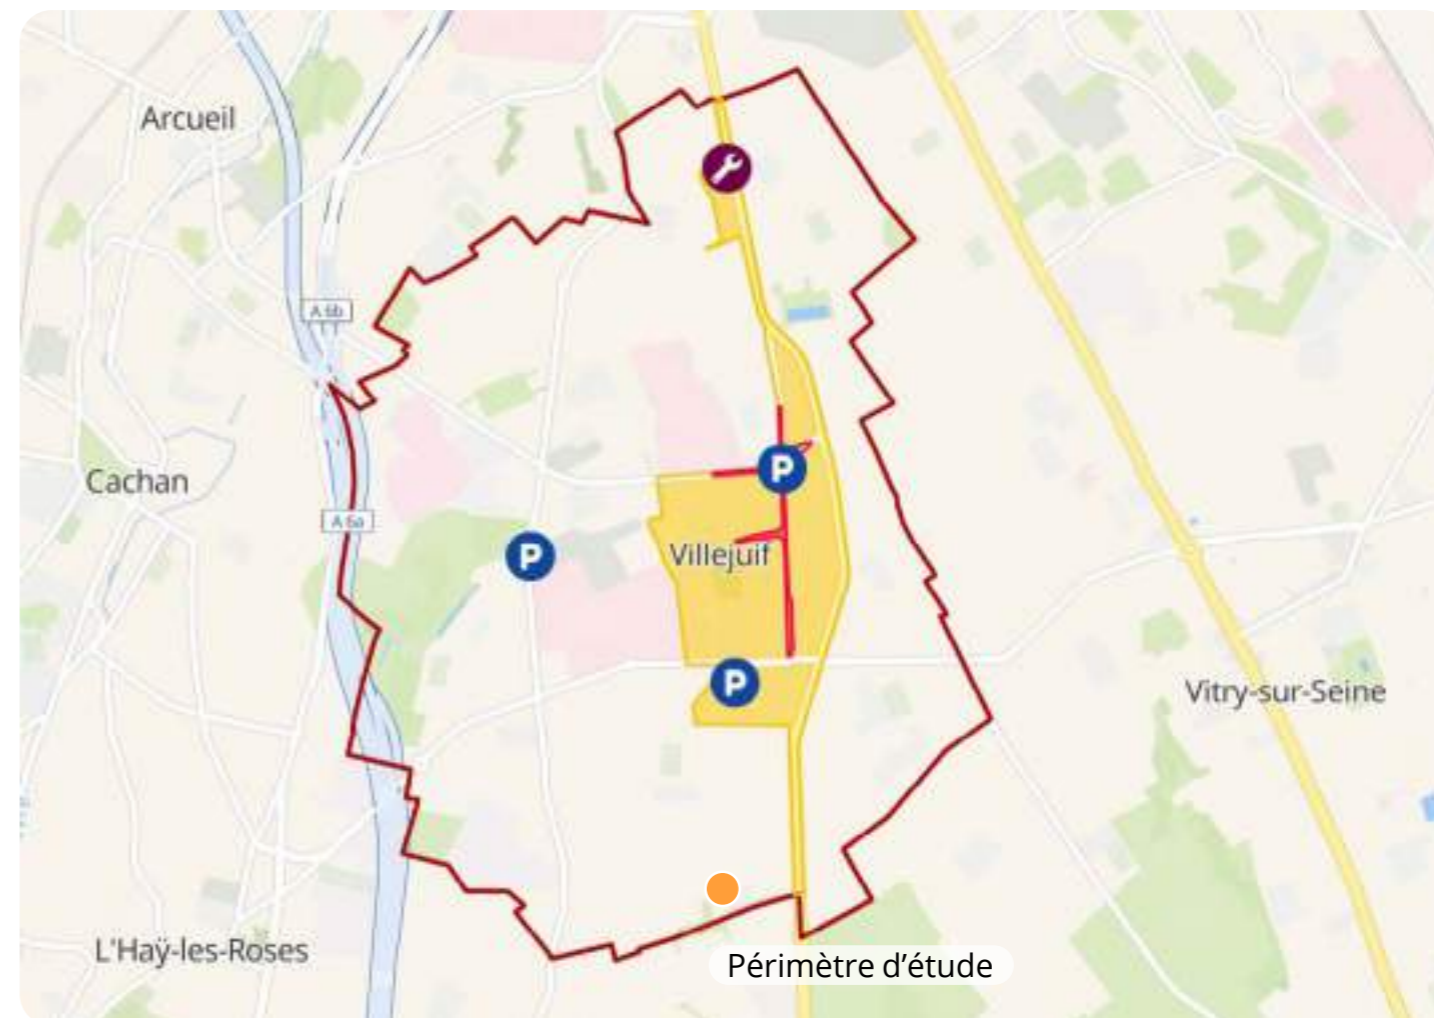 Arcueil
A 6b
P
Cachan
A 6a
P
Villejuif
P
Vitry-sur-Seine
L'Haÿ-les-Roses
Périmètre d'étude